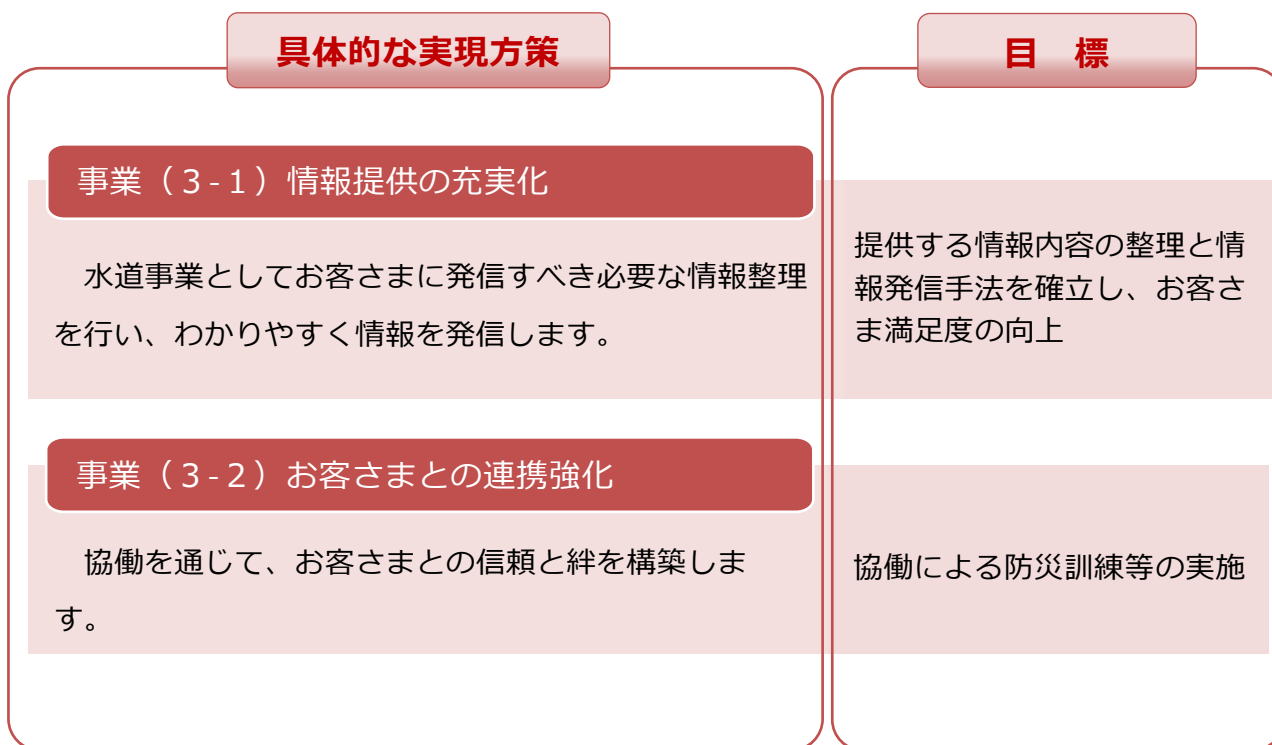 具体的な実現方策
目　標
事業（３-１）情報提供の充実化
　水道事業としてお客さまに発信すべき必要な情報整理
を行い、わかりやすく情報を発信します。
提供する情報内容の整理と情
報発信手法を確立し、お客さ
ま満足度の向上
事業（３-２）お客さまとの連携強化
　協働を通じて、お客さまとの信頼と絆を構築しま
す。
協働による防災訓練等の実施